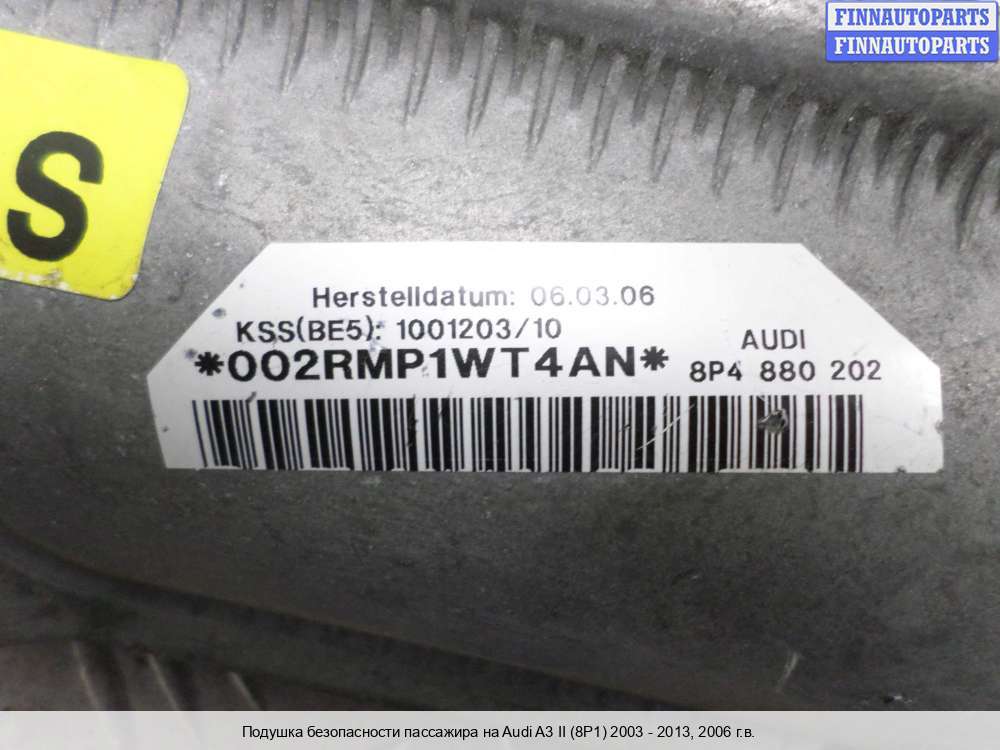 FINNAUTOPARTS
FINNAUTOPARTS
S
Herstelldatum: 06.03.06
KSS(BE5): 1001203/10
*002RMP1WT4AN*
AUDI
8P4 880 202
Подушка безопасности пассажира на Audi A3 II (8P1) 2003 - 2013, 2006 г.в.